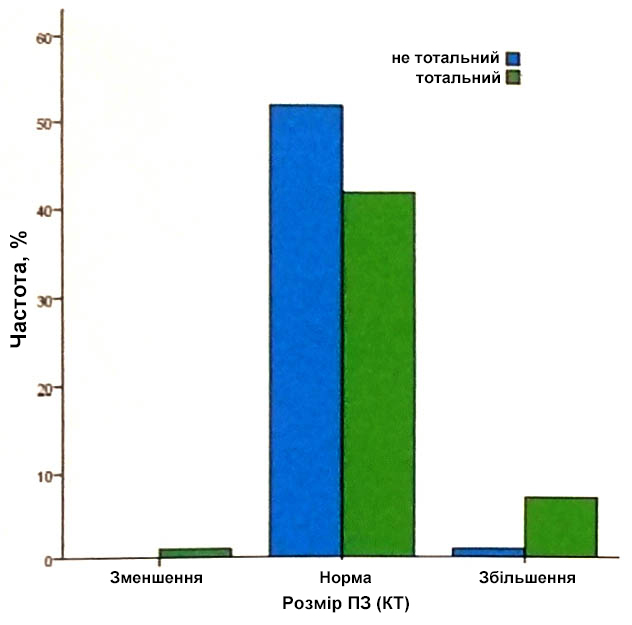 60
не тотальний
тотальний
50
40
30
20
10
0
Частота, %
Зменшення Норма Збільшення
Розмір ПЗ (КТ)